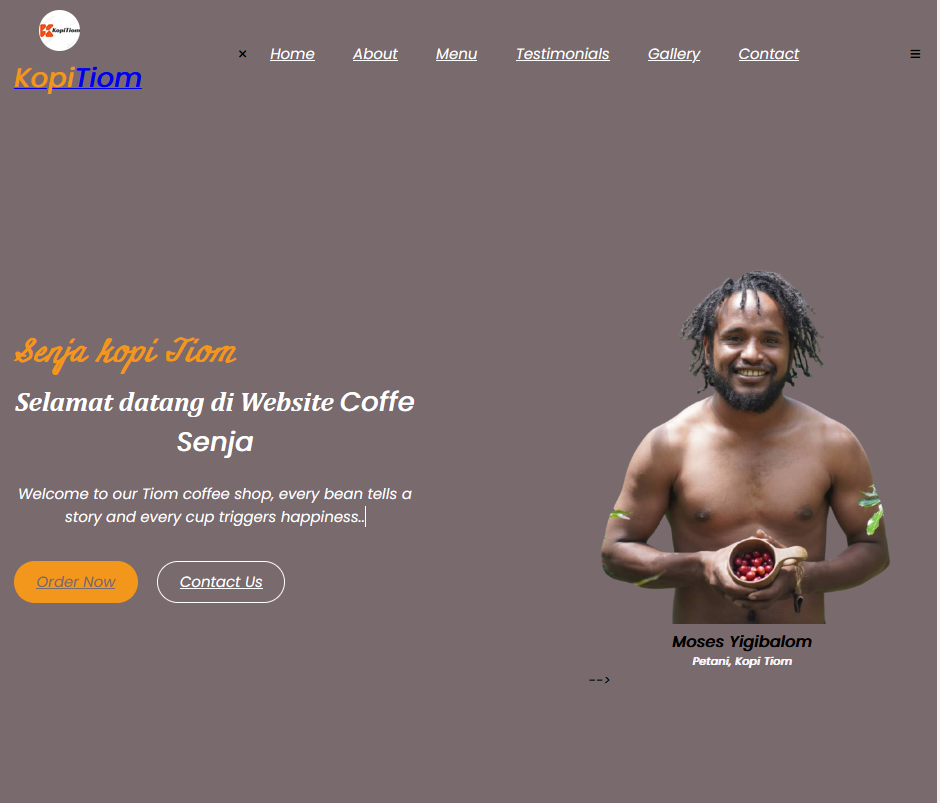 KopiTiom
KopiTiom
× Home About Menu Testimonials Gallery Contact ≡
Senja kopi Tiom
Selamat datang di Website Coffe
Senja
Welcome to our Tiom coffee shop, every bean tells a
story and every cup triggers happiness..|
Order Now Contact Us
Moses Yigibalom
Petani, Kopi Tiom
-->